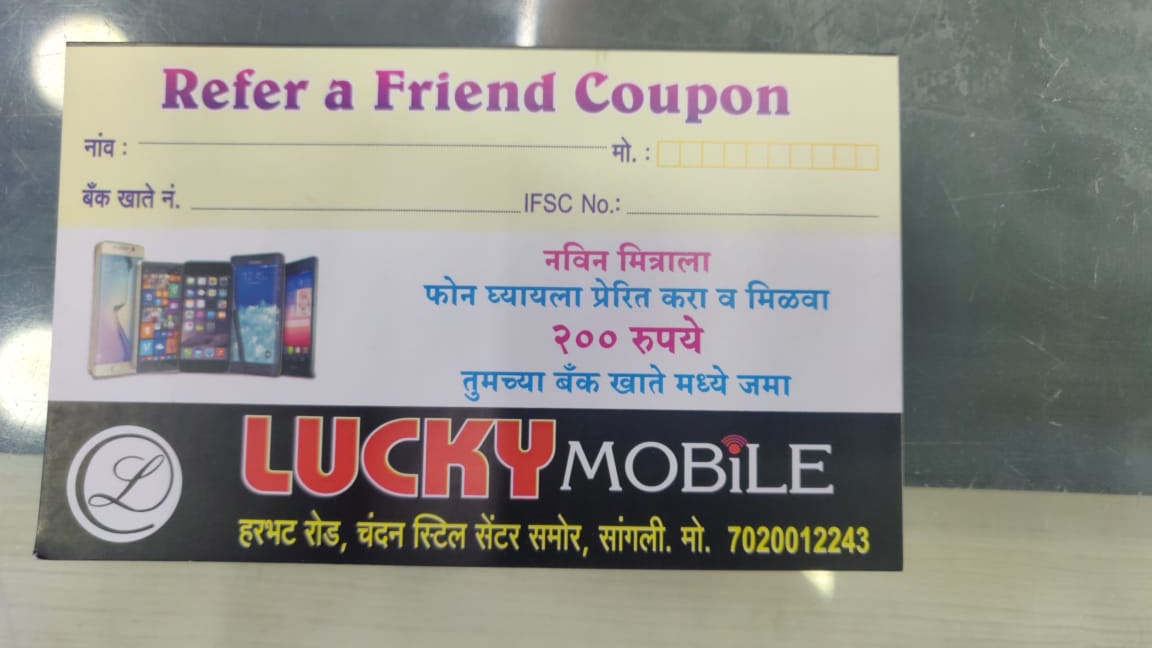 Refer a Friend Coupon
नांव : मो. :
बँक खाते नं. IFSC No.:
नविन मित्राला
फोन घ्यायला प्रेरित करा व मिळवा
२०० रुपये
तुमच्या बँक खाते मध्ये जमा
L LUCKY MOBiLE
हरभट रोड, चंदन स्टिल सेंटर समोर, सांगली. मो. 7020012243